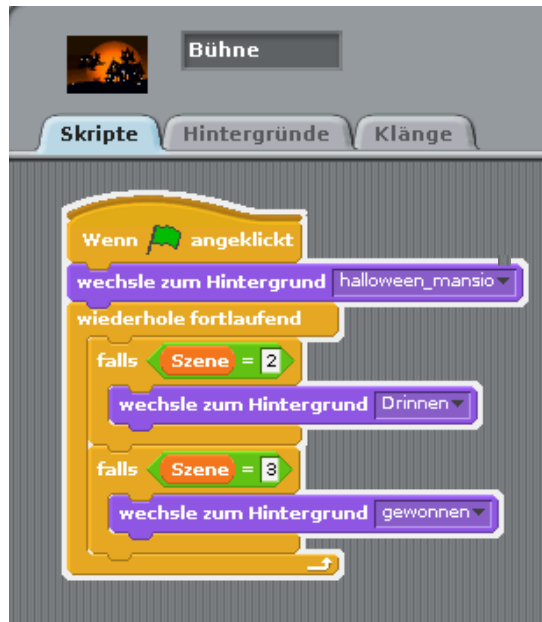 Bühne
Skripte Hintergründe Klänge
Wenn angeklickt
wechsle zum Hintergrund halloween_mansio
wiederhole fortlaufend
falls Szene = 2
wechsle zum Hintergrund Drinnen
falls Szene = 3
wechsle zum Hintergrund gewonnen